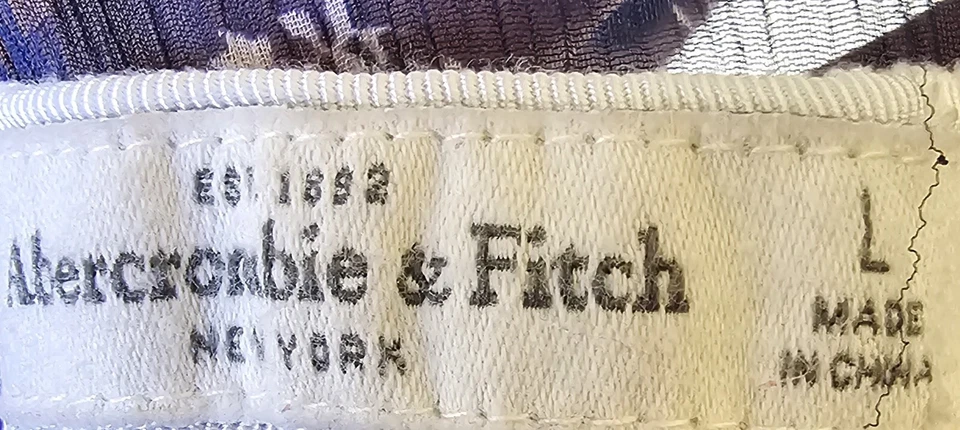 EST. 1892
Abercrombie & Fitch
NEW YORK
L
MADE
IN CHINA